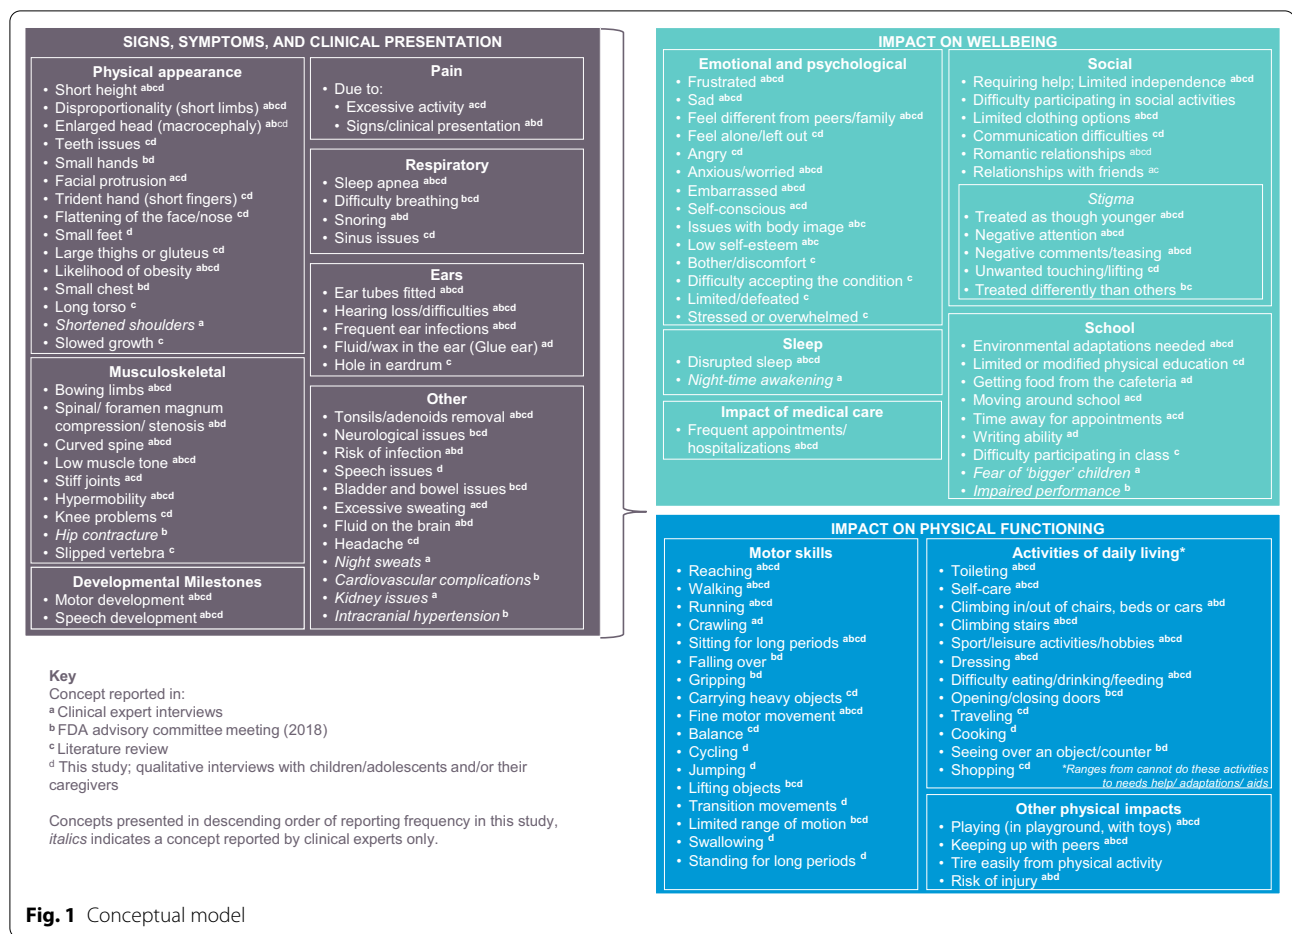 SIGNS, SYMPTOMS, AND CLINICAL PRESENTATION
Physical appearance
• Short height abcd
• Disproportionality (short limbs) abcd
• Enlarged head (macrocephaly) abcd
• Teeth issues cd
• Small hands bd
• Facial protrusion acd
• Trident hand (short fingers) cd
• Flattening of the face/nose cd
• Small feet d
• Large thighs or gluteus cd
• Likelihood of obesity abcd
• Small chest bd
• Long torso c
• Shortened shoulders a
• Slowed growth c
Musculoskeletal
• Bowing limbs abcd
• Spinal/ foramen magnum
compression/ stenosis abd
• Curved spine abcd
• Low muscle tone abcd
• Stiff joints acd
• Hypermobility abcd
• Knee problems cd
• Hip contracture b
• Slipped vertebra c
Developmental Milestones
• Motor development abcd
• Speech development abcd
Pain
• Due to:
• Excessive activity acd
• Signs/clinical presentation abd
Respiratory
• Sleep apnea abcd
• Difficulty breathing bcd
• Snoring abd
• Sinus issues cd
Ears
• Ear tubes fitted abcd
• Hearing loss/difficulties abcd
• Frequent ear infections abcd
• Fluid/wax in the ear (Glue ear) ad
• Hole in eardrum c
Other
• Tonsils/adenoids removal abcd
• Neurological issues bcd
• Risk of infection abd
• Speech issues d
• Bladder and bowel issues bcd
• Excessive sweating acd
• Fluid on the brain abd
• Headache cd
• Night sweats a
• Cardiovascular complications b
• Kidney issues a
• Intracranial hypertension b
IMPACT ON WELLBEING
Emotional and psychological
• Frustrated abcd
• Sad abcd
• Feel different from peers/family abcd
• Feel alone/left out cd
• Angry cd
• Anxious/worried abcd
• Embarrassed abcd
• Self-conscious acd
• Issues with body image abc
• Low self-esteem abc
• Bother/discomfort c
• Difficulty accepting the condition c
• Limited/defeated c
• Stressed or overwhelmed c
Sleep
• Disrupted sleep abcd
• Night-time awakening a
Impact of medical care
• Frequent appointments/
hospitalizations abcd
Social
• Requiring help; Limited independence abcd
• Difficulty participating in social activities
• Limited clothing options abcd
• Communication difficulties cd
• Romantic relationships abcd
• Relationships with friends ac
Stigma
• Treated as though younger abcd
• Negative attention abcd
• Negative comments/teasing abcd
• Unwanted touching/lifting cd
• Treated differently than others bc
School
• Environmental adaptations needed abcd
• Limited or modified physical education cd
• Getting food from the cafeteria ad
• Moving around school acd
• Time away for appointments acd
• Writing ability ad
• Difficulty participating in class c
• Fear of 'bigger' children a
• Impaired performance b
IMPACT ON PHYSICAL FUNCTIONING
Motor skills
• Reaching abcd
• Walking abcd
• Running abcd
• Crawling ad
• Sitting for long periods abcd
• Falling over bd
• Gripping bd
• Carrying heavy objects cd
• Fine motor movement abcd
• Balance cd
• Cycling d
• Jumping d
• Lifting objects bcd
• Transition movements d
• Limited range of motion bcd
• Swallowing d
• Standing for long periods d
Activities of daily living*
• Toileting abcd
• Self-care abcd
• Climbing in/out of chairs, beds or cars abd
• Climbing stairs abcd
• Sport/leisure activities/hobbies abcd
• Dressing abcd
• Difficulty eating/drinking/feeding abcd
• Opening/closing doors bcd
• Traveling cd
• Cooking d
• Seeing over an object/counter bd
• Shopping cd
*Ranges from cannot do these activities
to needs help/ adaptations/ aids
Other physical impacts
• Playing (in playground, with toys) abcd
• Keeping up with peers abcd
• Tire easily from physical activity
• Risk of injury abd
Key
Concept reported in:
a Clinical expert interviews
b FDA advisory committee meeting (2018)
c Literature review
d This study; qualitative interviews with children/adolescents and/or their
caregivers
Concepts presented in descending order of reporting frequency in this study,
italics indicates a concept reported by clinical experts only.
Fig. 1 Conceptual model